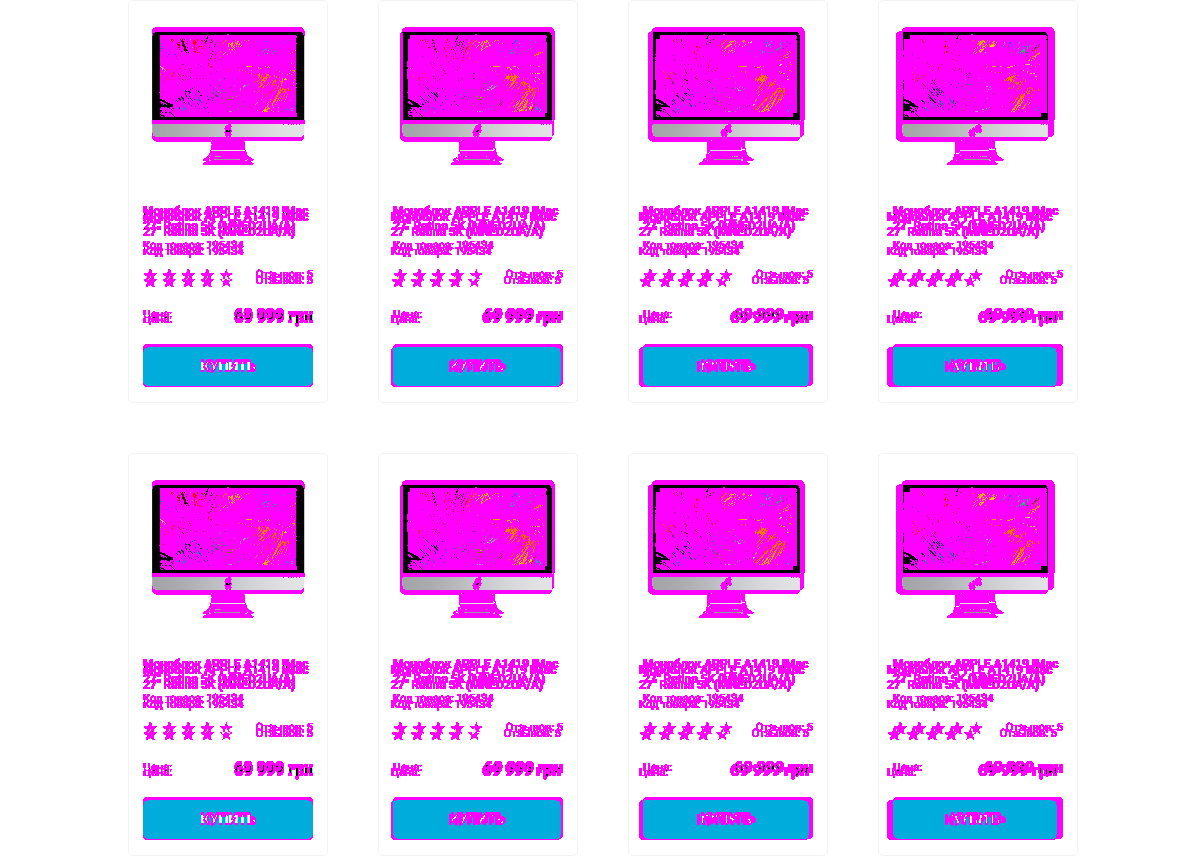 Моноблок APPLE A1419 iMac
27" Retina 5K (MNED2UA/A)
Код товара: 195434
Отзывов: 5
Цена: 69 999 грн
КУПИТЬ
Моноблок APPLE A1419 iMac
27" Retina 5K (MNED2UA/A)
Код товара: 195434
Отзывов: 5
Цена: 69 999 грн
КУПИТЬ
Моноблок APPLE A1419 iMac
27" Retina 5K (MNED2UA/A)
Код товара: 195434
Отзывов: 5
Цена: 69 999 грн
КУПИТЬ
Моноблок APPLE A1419 iMac
27" Retina 5K (MNED2UA/A)
Код товара: 195434
Отзывов: 5
Цена: 69 999 грн
КУПИТЬ
Моноблок APPLE A1419 iMac
27" Retina 5K (MNED2UA/A)
Код товара: 195434
Отзывов: 5
Цена: 69 999 грн
КУПИТЬ
Моноблок APPLE A1419 iMac
27" Retina 5K (MNED2UA/A)
Код товара: 195434
Отзывов: 5
Цена: 69 999 грн
КУПИТЬ
Моноблок APPLE A1419 iMac
27" Retina 5K (MNED2UA/A)
Код товара: 195434
Отзывов: 5
Цена: 69 999 грн
КУПИТЬ
Моноблок APPLE A1419 iMac
27" Retina 5K (MNED2UA/A)
Код товара: 195434
Отзывов: 5
Цена: 69 999 грн
КУПИТЬ